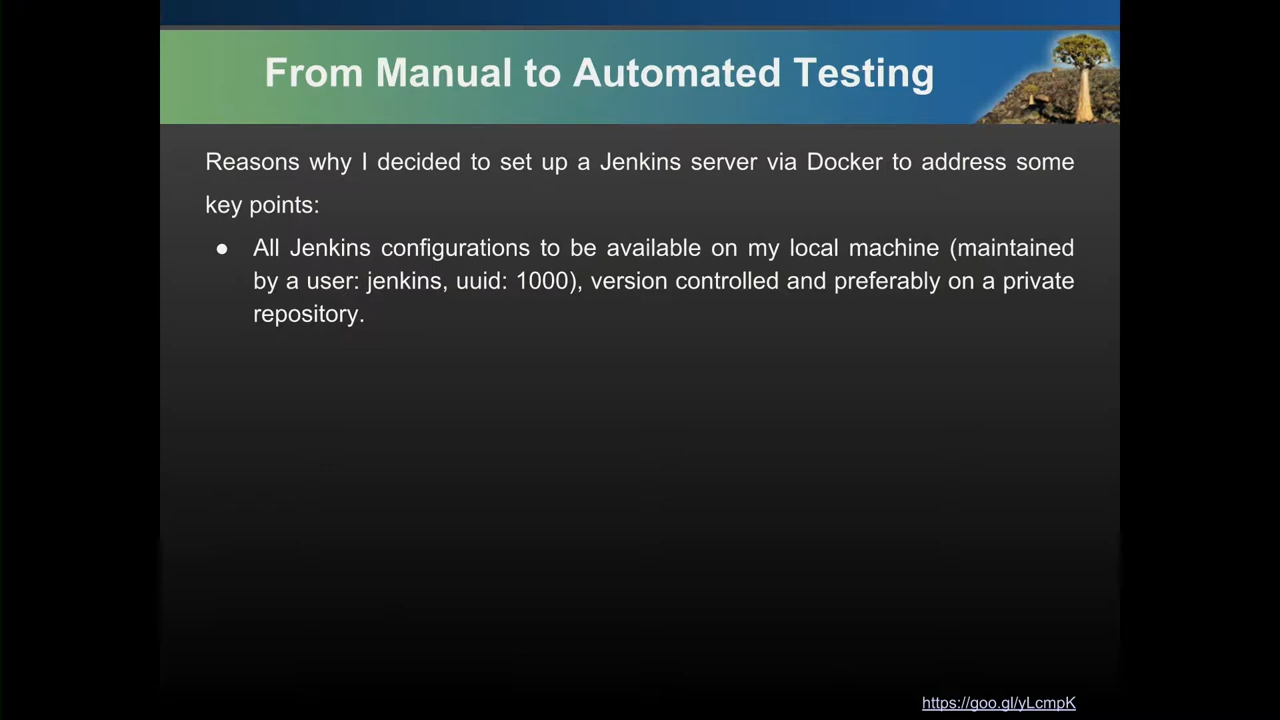 From Manual to Automated Testing
Reasons why I decided to set up a Jenkins server via Docker to address some
key points:
● All Jenkins configurations to be available on my local machine (maintained
by a user: jenkins, uuid: 1000), version controlled and preferably on a private
repository.
https://goo.gl/yLcmpK